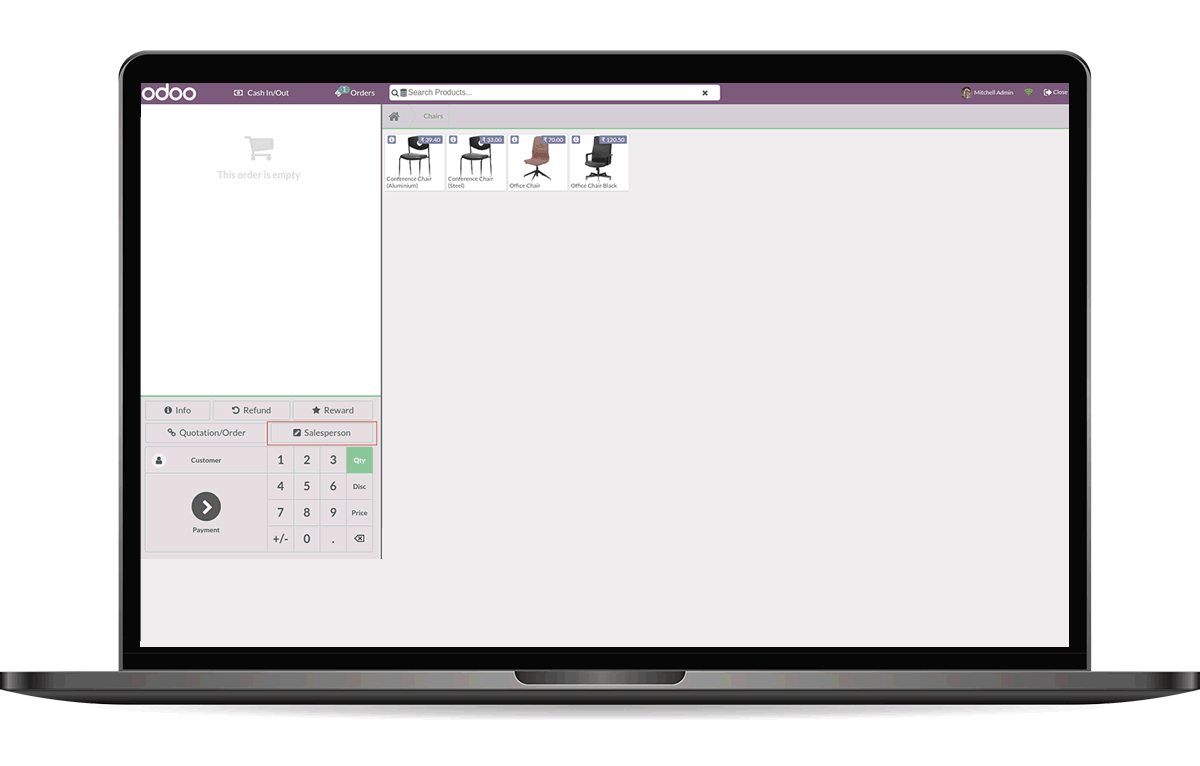 odoo
Cash In/Out
1
Orders
Search Products...
Mitchell Admin
Close
Chairs
This order is empty
₹ 39.40
Conference Chair
(Aluminium)
₹ 33.00
Conference Chair
(Steel)
₹ 70.00
Office Chair
₹ 120.50
Office Chair Black
Info
Refund
Reward
Quotation/Order
Salesperson
Customer
1 2 3 Qty
4 5 6 Disc
7 8 9 Price
+/- 0 .
Payment